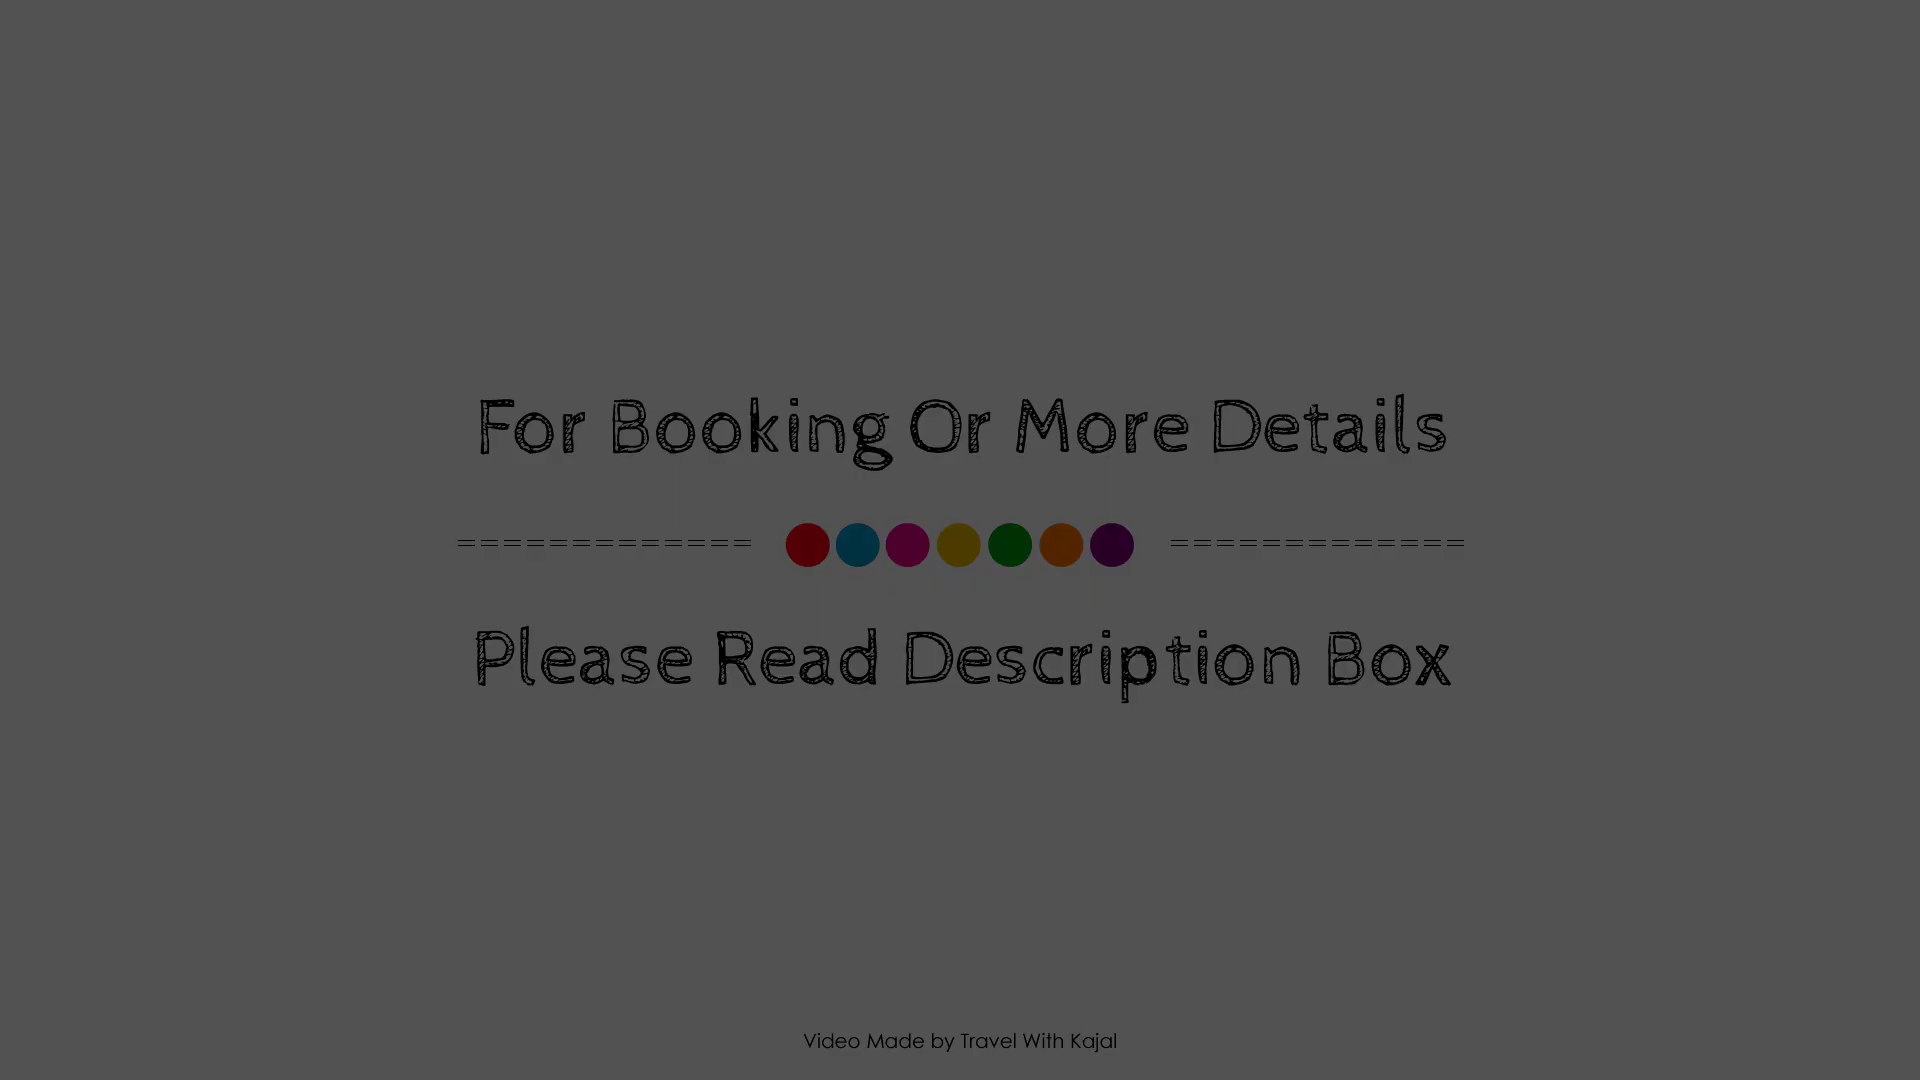 For Booking Or More Details
============= =============
Please Read Description Box
Video Made by Travel With Kajal